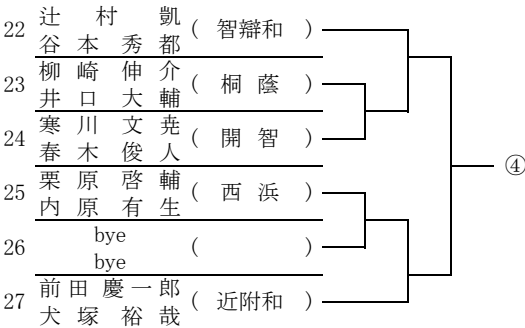 22 辻村凱 谷本秀都 (智辯和)
23 柳崎伸介 井口大輔 (桐蔭)
24 寒川文尭 春木俊人 (開智)
25 栗原啓輔 内原有生 (西浜)
26 bye bye ( )
27 前田慶一郎 犬塚裕哉 (近附和)
④